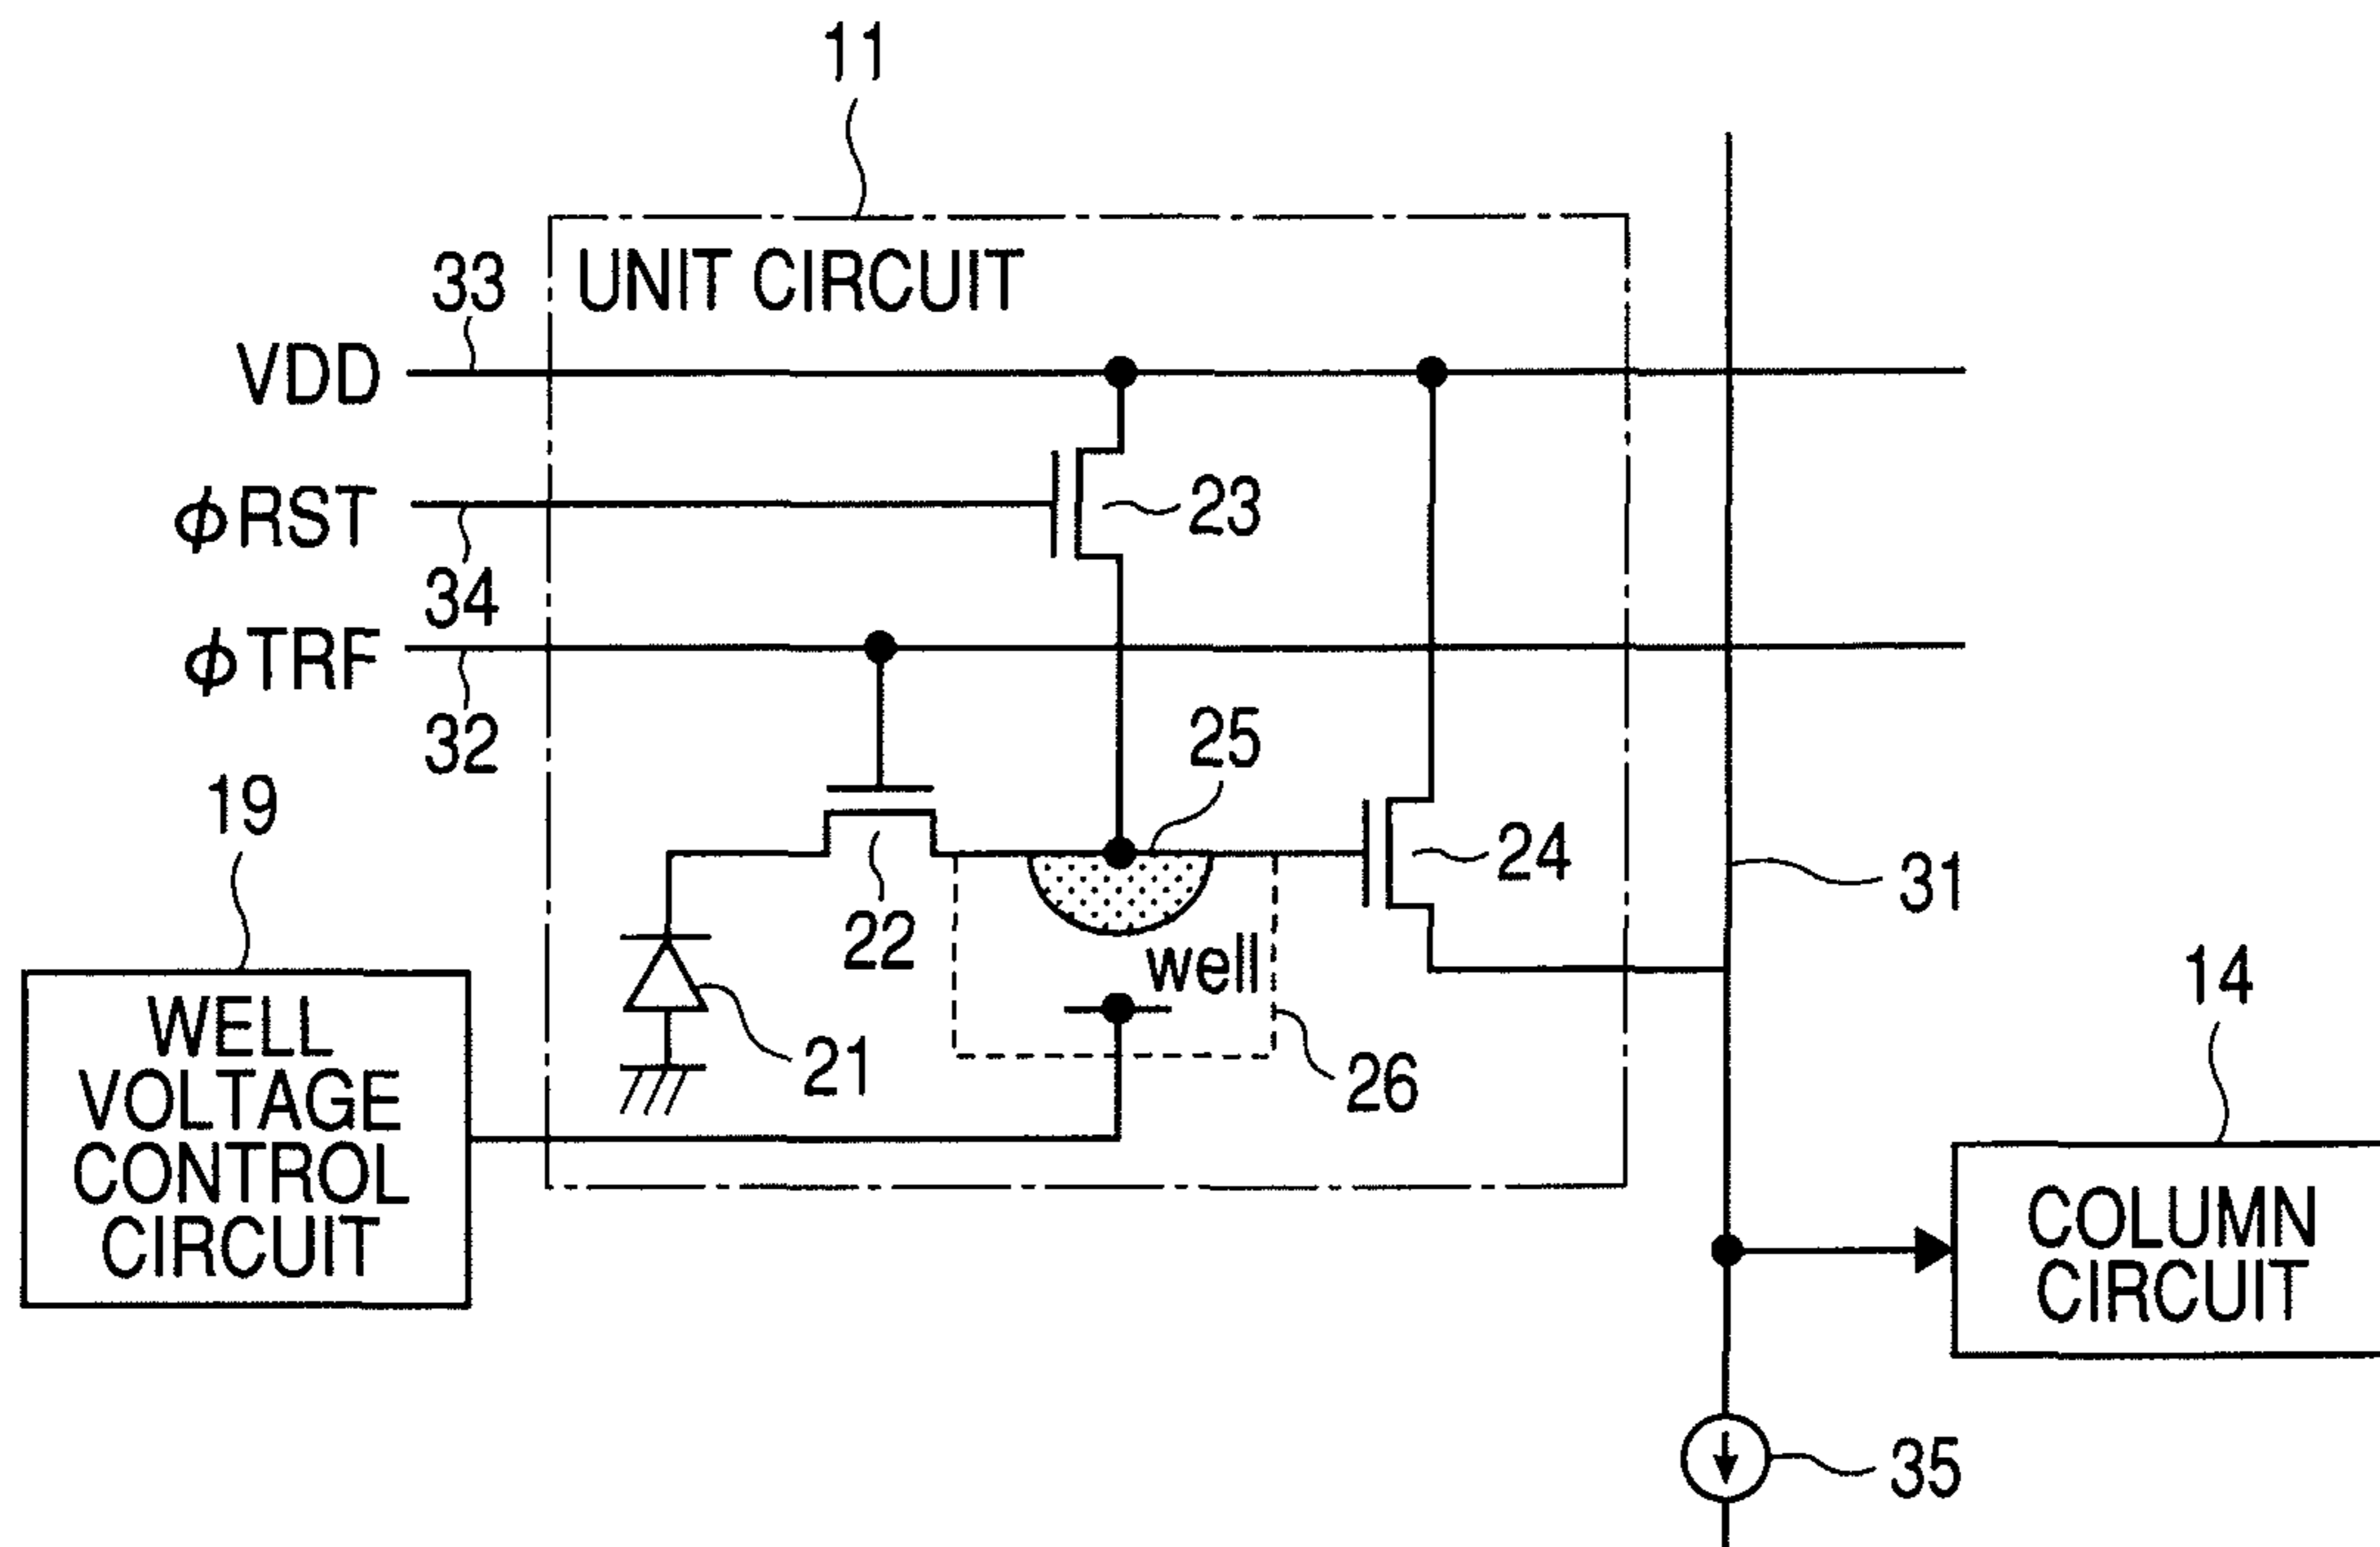 11
UNIT CIRCUIT
33
VDD
φRST
23
34
φTRF
32
25
19
24
31
22
well
14
21
26
WELL
VOLTAGE
CONTROL
CIRCUIT
COLUMN
CIRCUIT
35